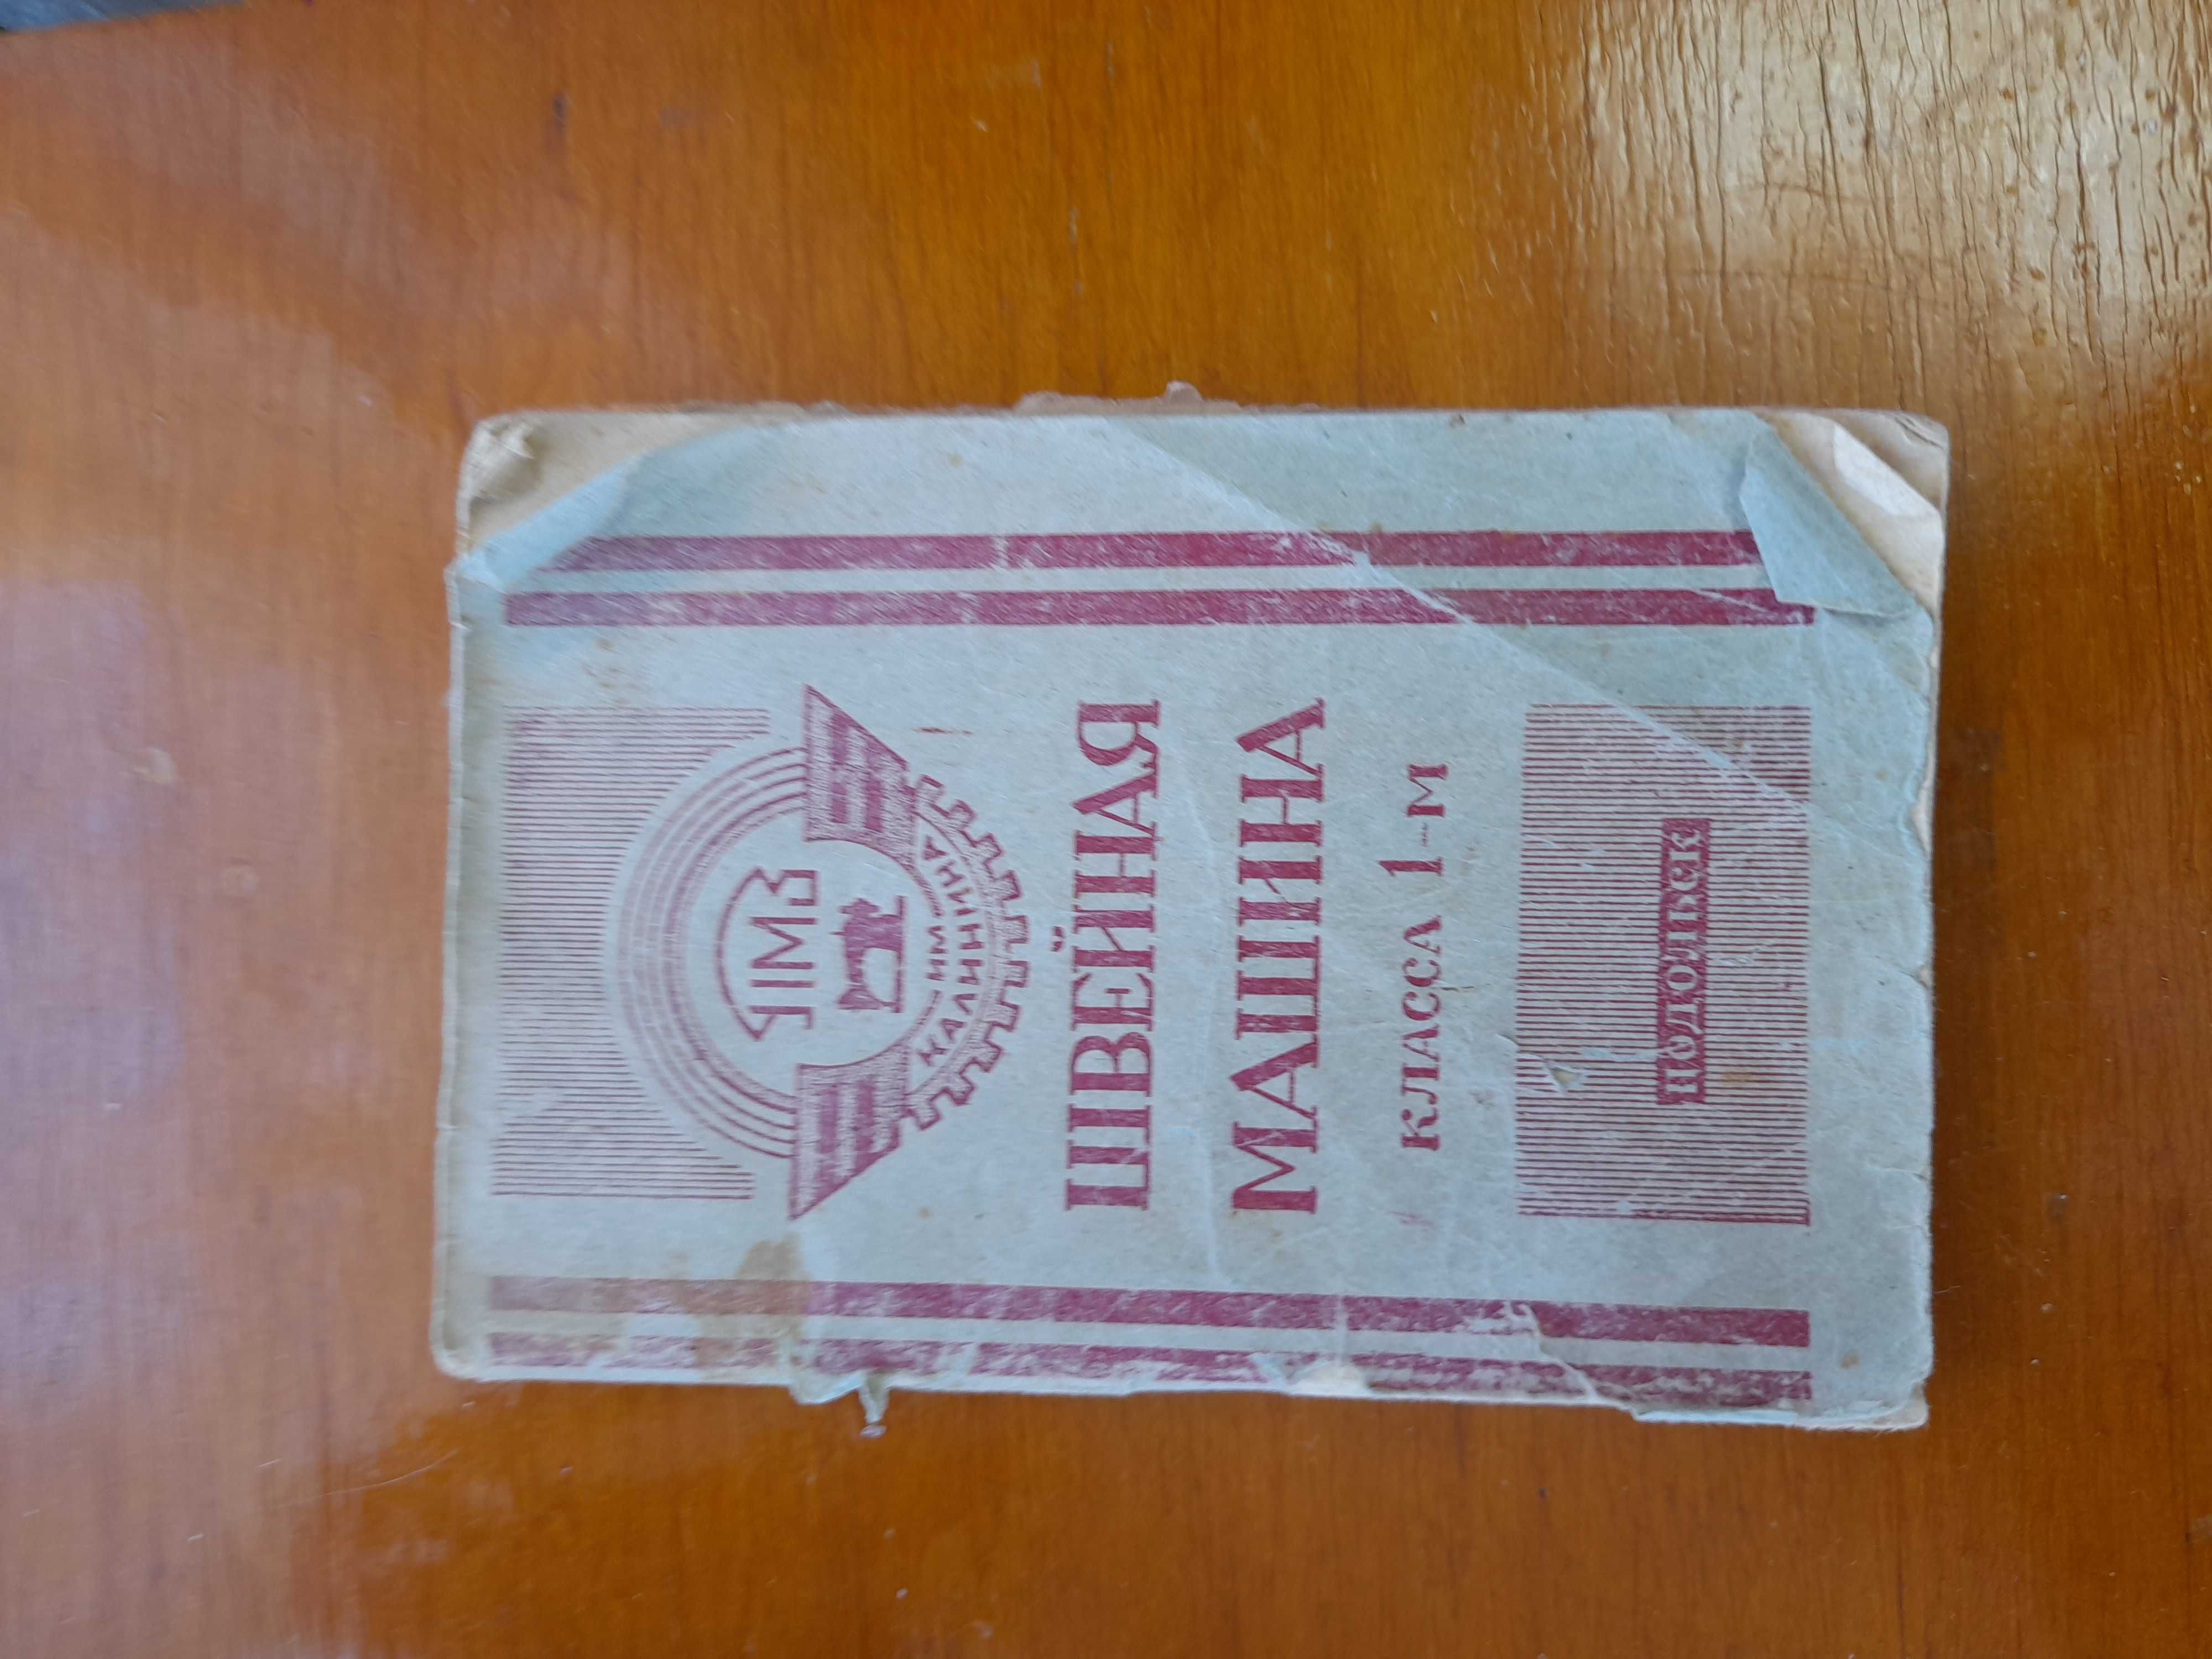 ПМЗ
ИМ
КАЛИНИНА
ШВЕЙНАЯ
МАШИНА
КЛАССА 1-М
ПОДОЛЬСК